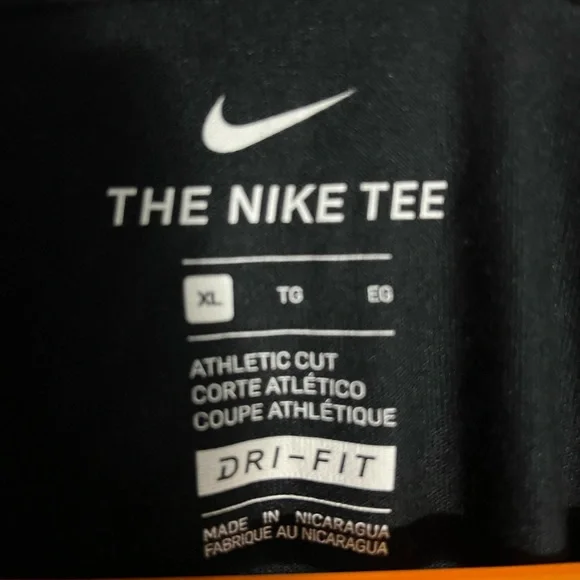 THE NIKE TEE
XL TG EG
ATHLETIC CUT
CORTE ATLÉTICO
COUPE ATHLÉTIQUE
DRI-FIT
MADE IN NICARAGUA
FABRIQUE AU NICARAGUA